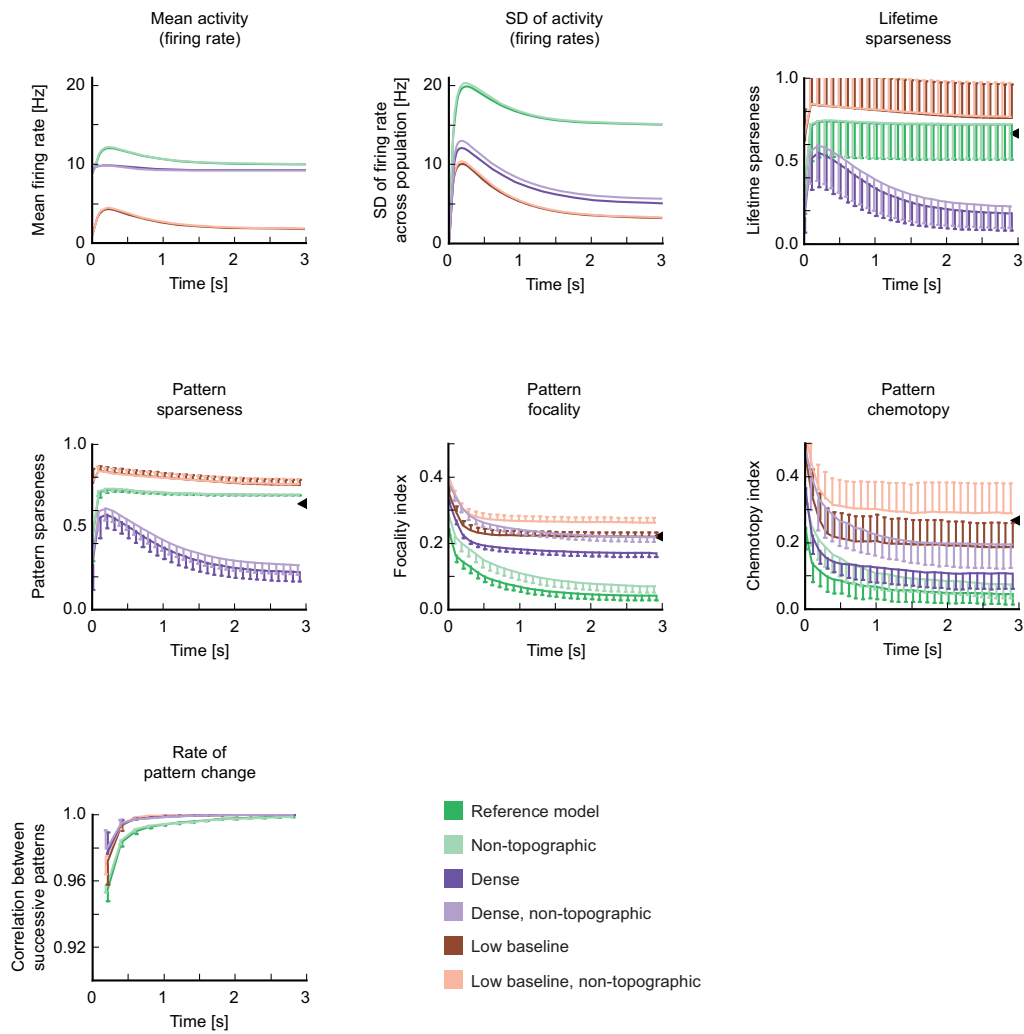 Mean activity
(firing rate)
SD of activity
(firing rates)
Lifetime
sparseness
Mean firing rate [Hz]
20
10
0
0
1
2
3
Time [s]
SD of firing rate
across population [Hz]
20
10
0
0
1
2
3
Time [s]
Lifetime sparseness
1.0
0.5
0.0
0
1
2
3
Time [s]
Pattern
sparseness
Pattern
focality
Pattern
chemotopy
Pattern sparseness
1.0
0.5
0.0
0
1
2
3
Time [s]
Focality index
0.4
0.2
0.0
0
1
2
3
Time [s]
Chemotopy index
0.4
0.2
0.0
0
1
2
3
Time [s]
Rate of
pattern change
Correlation between
successive patterns
1.0
0.96
0.92
0
1
2
3
Time [s]
Reference model
Non-topographic
Dense
Dense, non-topographic
Low baseline
Low baseline, non-topographic